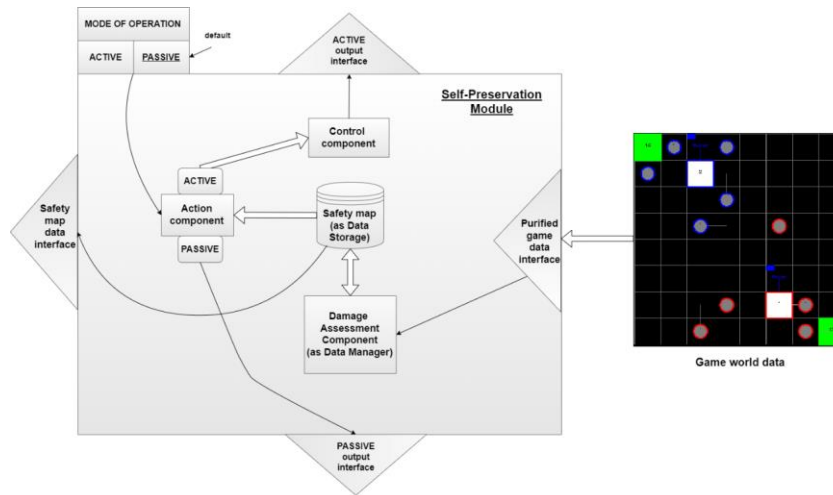 MODE OF OPERATION
ACTIVE
PASSIVE
default
ACTIVE
output
interface
Self-Preservation
Module
Control
component
ACTIVE
Action
component
PASSIVE
Safety map
(as Data
Storage)
Safety
map
data
interface
Purified
game
data
interface
Damage
Assessment
Component
(as Data Manager)
Game world data
PASSIVE
output
interface